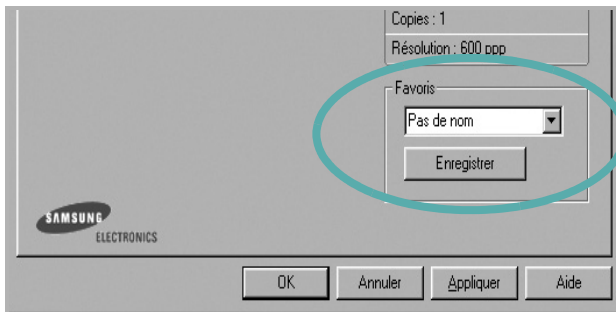 Copies : 1
Résolution : 600 ppp
Favoris
Pas de nom
Enregistrer
SAMSUNG
ELECTRONICS
OK Annuler Appliquer Aide